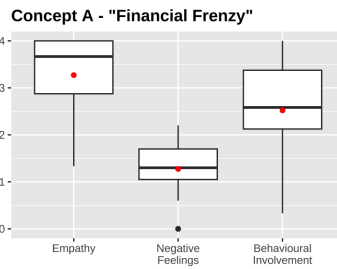 Concept A - "Financial Frenzy"
4
3
2
1
0
Empathy
Negative
Feelings
Behavioural
Involvement